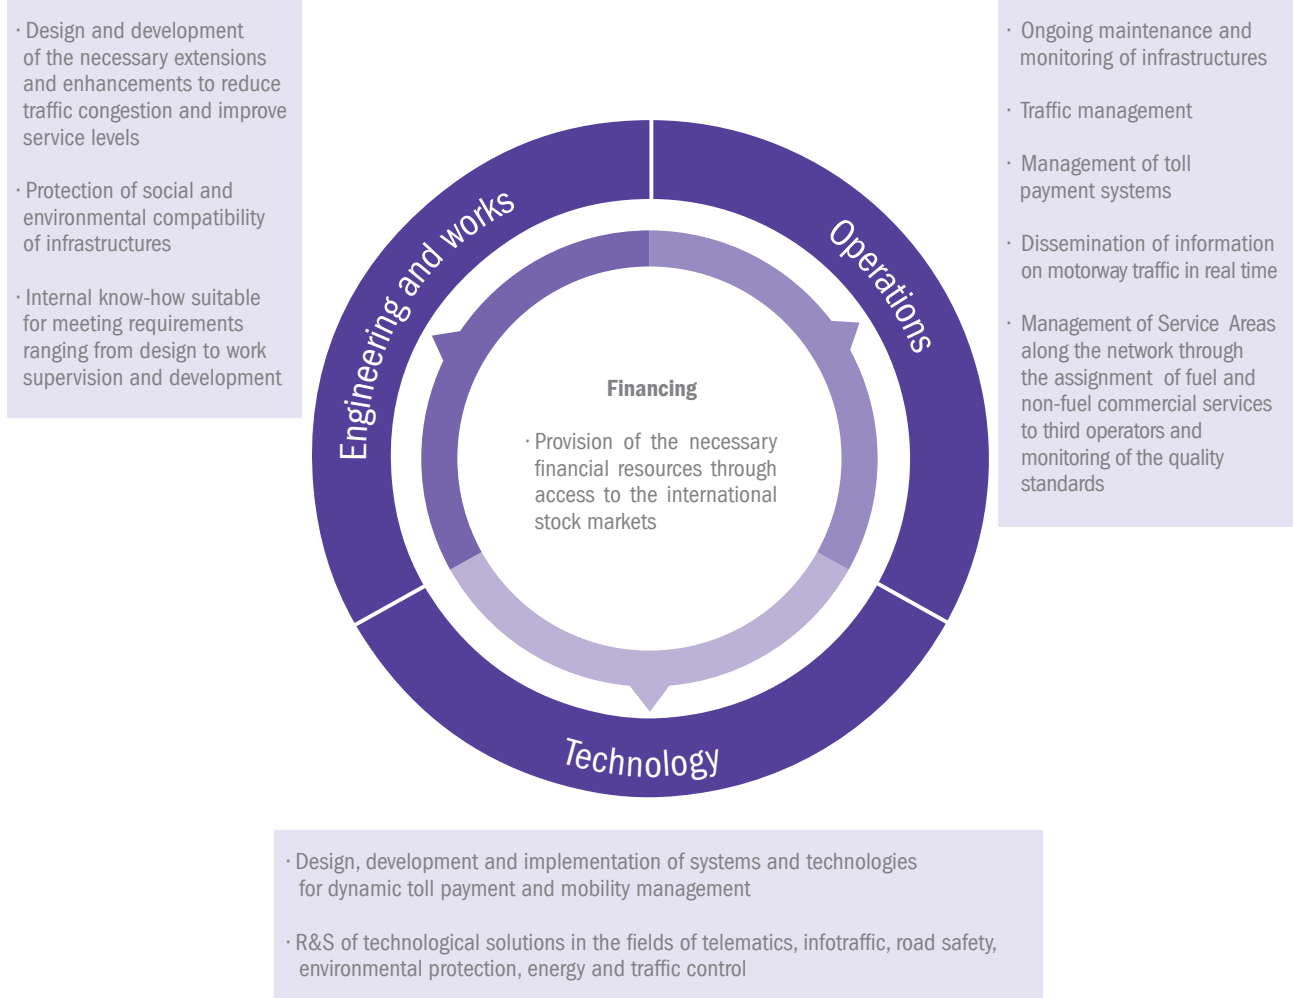 · Design and development
of the necessary extensions
and enhancements to reduce
traffic congestion and improve
service levels
· Protection of social and
environmental compatibility
of infrastructures
· Internal know-how suitable
for meeting requirements
ranging from design to work
supervision and development
· Ongoing maintenance and
monitoring of infrastructures
· Traffic management
· Management of toll
payment systems
· Dissemination of information
on motorway traffic in real time
· Management of Service Areas
along the network through
the assignment of fuel and
non-fuel commercial services
to third operators and
monitoring of the quality
standards
Engineering and works
Operations
Financing
· Provision of the necessary
financial resources through
access to the international
stock markets
Technology
· Design, development and implementation of systems and technologies
for dynamic toll payment and mobility management
· R&S of technological solutions in the fields of telematics, infotraffic, road safety,
environmental protection, energy and traffic control